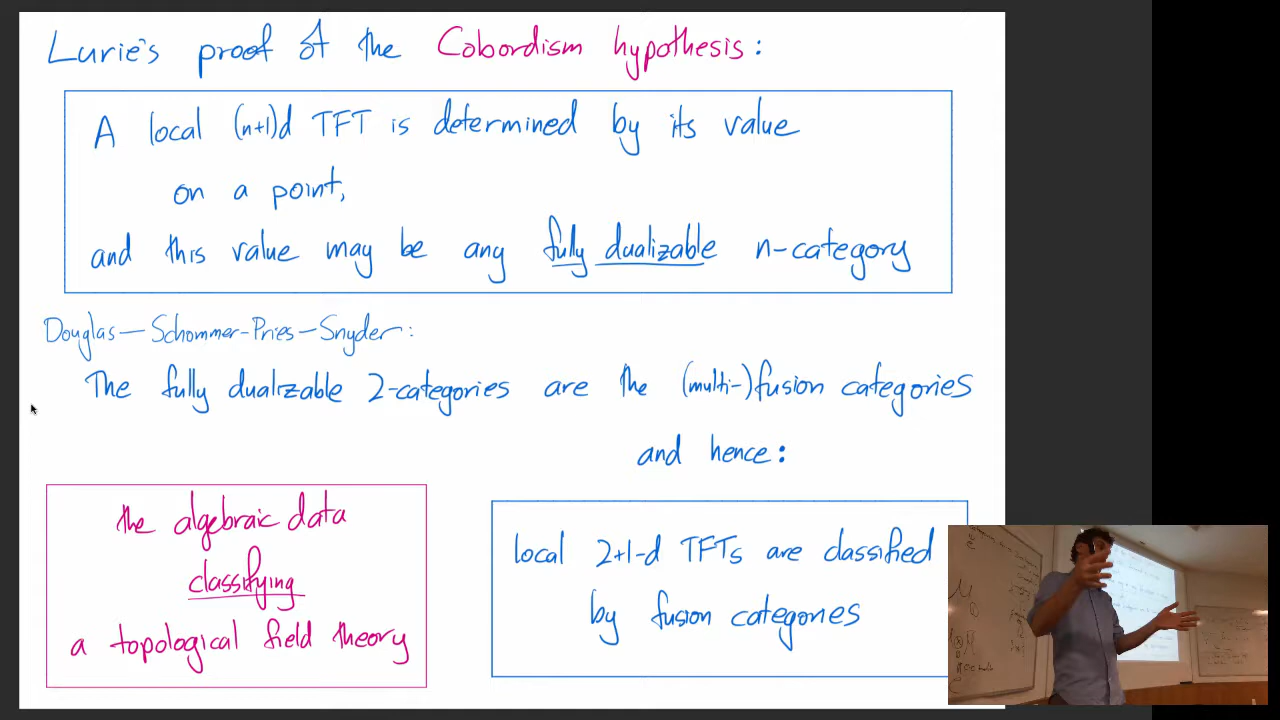 Lurie's proof of the Cobordism hypothesis:
A local (n+1)d TFT is determined by its value
on a point,
and this value may be any fully dualizable n-category
Douglas—Schommer-Pries—Snyder:
The fully dualizable 2-categories are the (multi-)fusion categories
and hence:
the algebraic data
classifying
a topological field theory
local 2+1-d TFTs are classified
by fusion categories